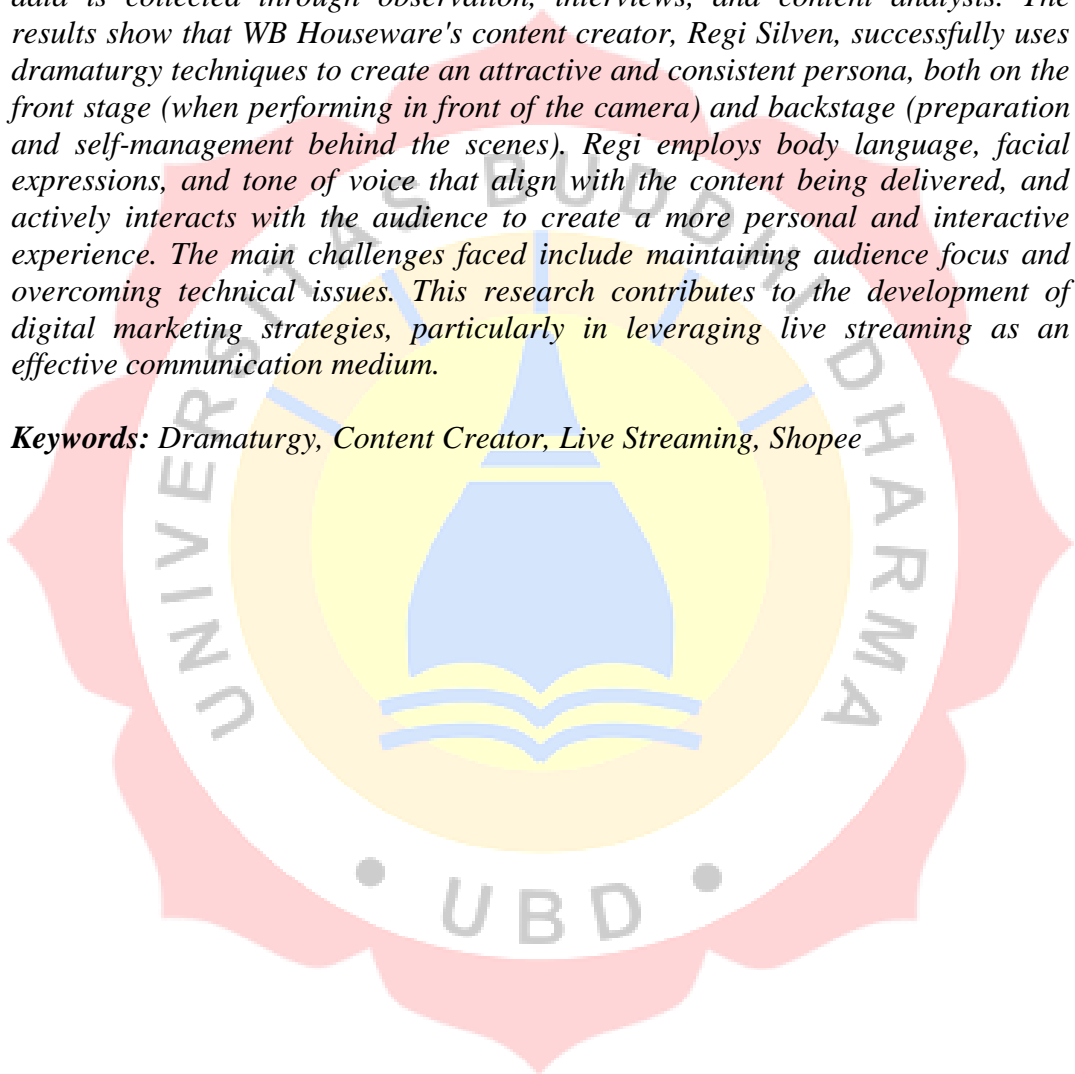 data is collected through observation, interviews, and content analysis. The
results show that WB Houseware's content creator, Regi Silven, successfully uses
dramaturgy techniques to create an attractive and consistent persona, both on the
front stage (when performing in front of the camera) and backstage (preparation
and self-management behind the scenes). Regi employs body language, facial
expressions, and tone of voice that align with the content being delivered, and
actively interacts with the audience to create a more personal and interactive
experience. The main challenges faced include maintaining audience focus and
overcoming technical issues. This research contributes to the development of
digital marketing strategies, particularly in leveraging live streaming as an
effective communication medium.
Keywords: Dramaturgy, Content Creator, Live Streaming, Shopee
UNIVERSITAS BUDDHI DHARMA
• UBD •